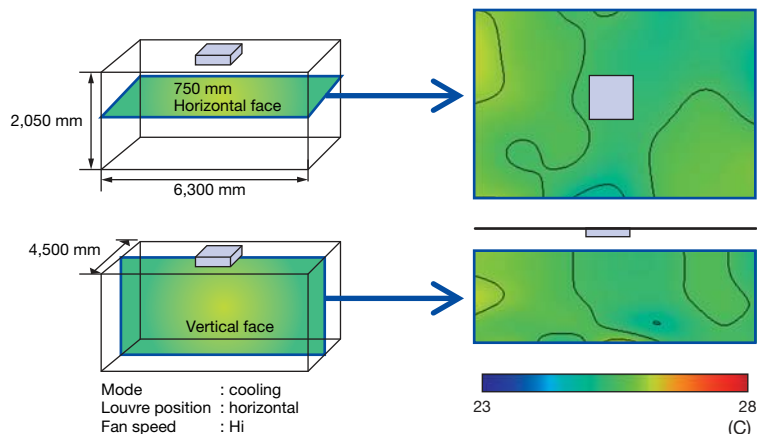 750 mm
Horizontal face
2,050 mm
6,300 mm
4,500 mm
Vertical face
Mode : cooling
Louvre position : horizontal
Fan speed : Hi
23 28
(C)